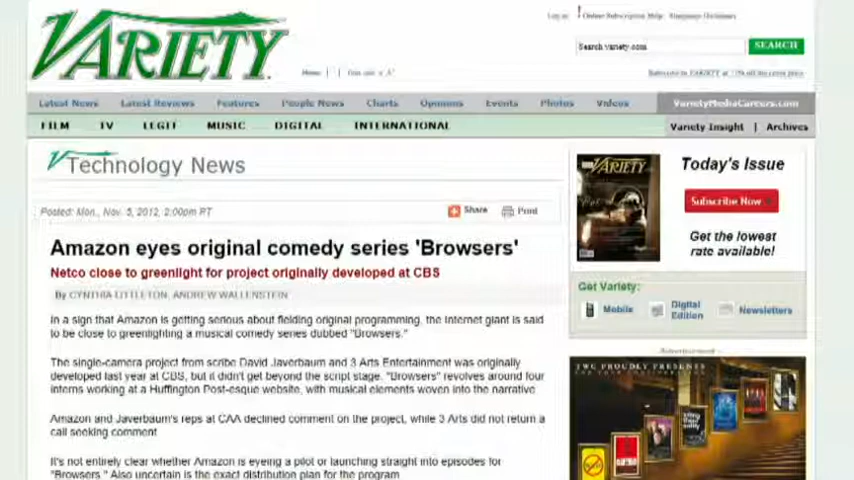 VARIETY
Log in
Online Subscription Help
Home
Search variety.com
SEARCH
Latest News
Latest Reviews
Features
People News
Charts
Opinions
Events
Photos
Videos
VarietyMediaCareers.com
FILM
TV
LEGIT
MUSIC
DIGITAL
INTERNATIONAL
Variety Insight | Archives
Technology News
Posted: Mon., Nov. 5, 2012, 2:00pm PT
Share
Print
Amazon eyes original comedy series 'Browsers'
Netco close to greenlight for project originally developed at CBS
By CYNTHIA LITTLETON, ANDREW WALLENSTEIN
In a sign that Amazon is getting serious about fielding original programming, the Internet giant is said
to be close to greenlighting a musical comedy series dubbed "Browsers."
The single-camera project from scribe David Javerbaum and 3 Arts Entertainment was originally
developed last year at CBS, but it didn't get beyond the script stage. "Browsers" revolves around four
interns working at a Huffington Post-esque website, with musical elements woven into the narrative
Amazon and Javerbaum's reps at CAA declined comment on the project, while 3 Arts did not return a
call seeking comment
It's not entirely clear whether Amazon is eyeing a pilot or launching straight into episodes for
"Browsers." Also uncertain is the exact distribution plan for the program
VARIETY
Today's Issue
Subscribe Now
Get the lowest
rate available!
Get Variety:
Mobile
Digital
Edition
Newsletters
Advertisement
TWC PROUDLY PRESENTS
FOR YOUR CONSIDERATION